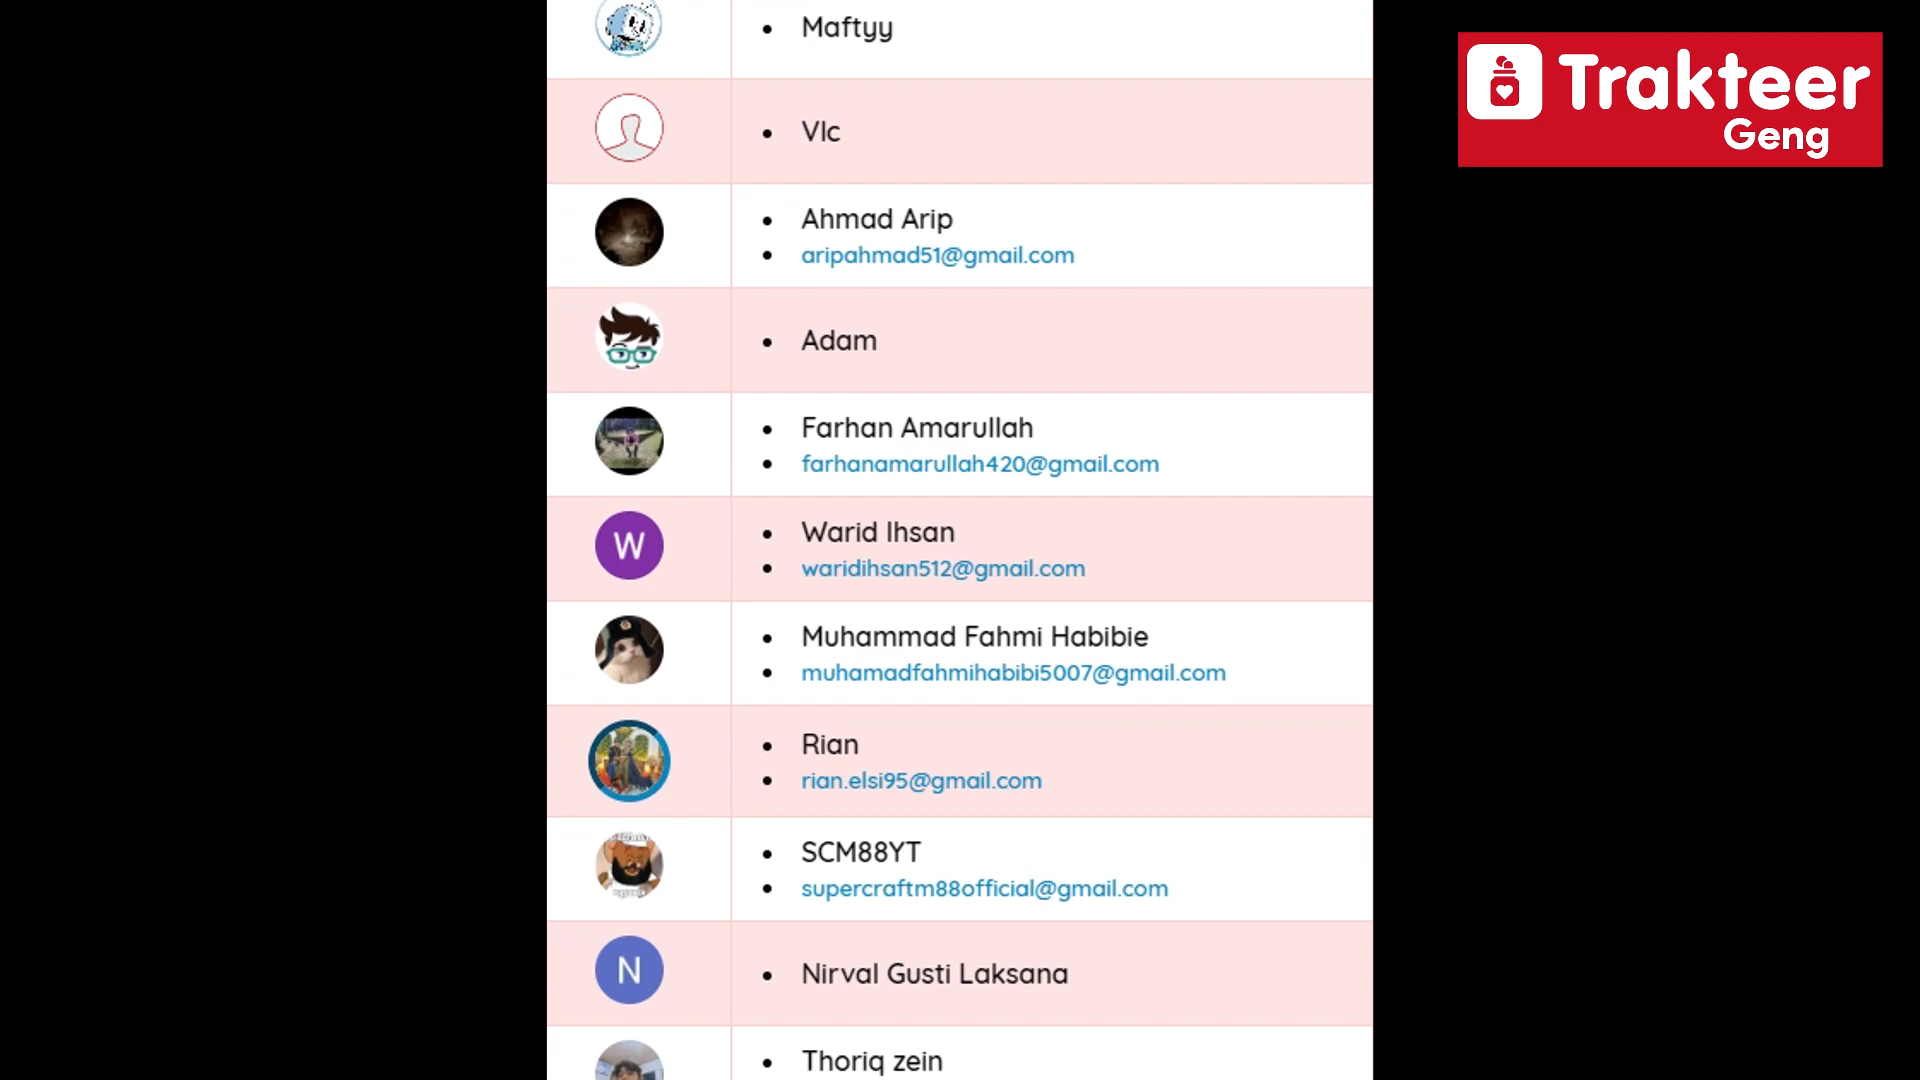 Maftyy
Vlc
Ahmad Arip
aripahmad51@gmail.com
Adam
Farhan Amarullah
farhanamarullah420@gmail.com
W
Warid Ihsan
waridihsan512@gmail.com
Muhammad Fahmi Habibie
muhamadfahmihabibi5007@gmail.com
Rian
rian.elsi95@gmail.com
SCM88YT
supercraftm88official@gmail.com
N
Nirval Gusti Laksana
Thoriq zein
Trakteer
Geng